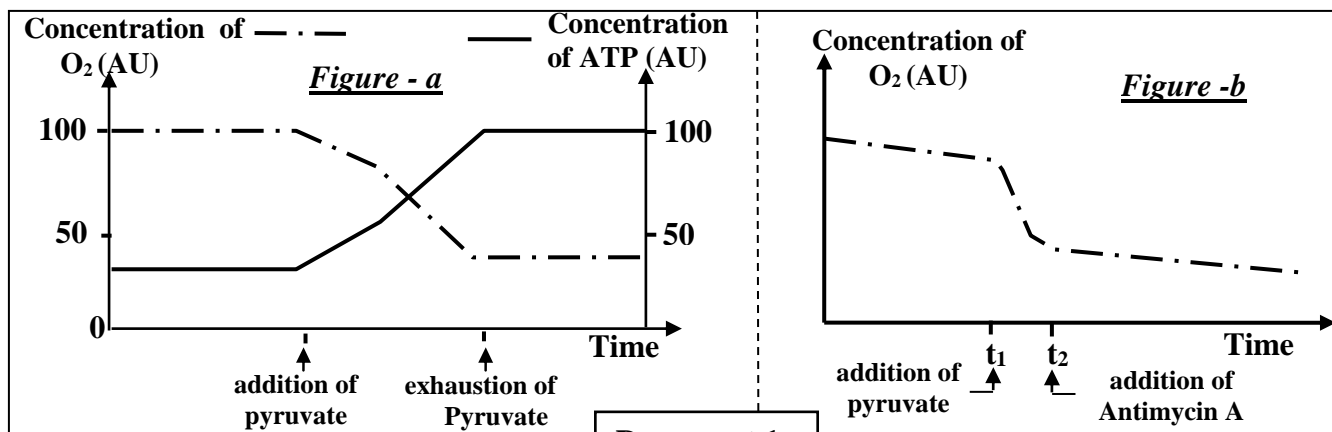 Concentration of
O₂ (AU)
Concentration
of ATP (AU)
Figure - a
100
50
0
100
50
Time
addition of
pyruvate
exhaustion of
Pyruvate
Concentration of
O₂ (AU)
Figure -b
t₁
t₂
Time
addition of
pyruvate
addition of
Antimycin A